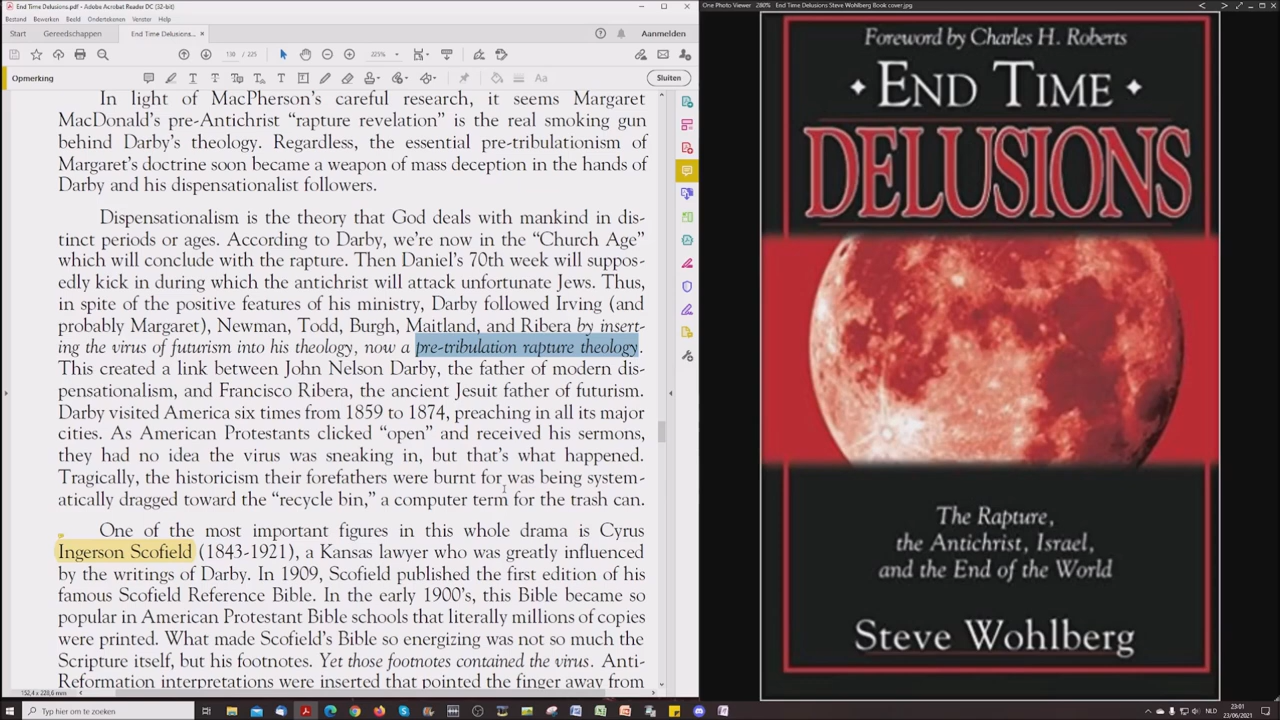 End Time Delusions.pdf - Adobe Acrobat Reader DC (32-bit)
Bestand Bewerken Beeld Ondertekenen Venster Help
Start Gereedschappen End Time Delusions... × Aanmelden
130 / 225 225%
Opmerking Sluiten
In light of MacPherson's careful research, it seems Margaret
MacDonald's pre-Antichrist “rapture revelation” is the real smoking gun
behind Darby's theology. Regardless, the essential pre-tribulationism of
Margaret's doctrine soon became a weapon of mass deception in the hands of
Darby and his dispensationalist followers.
Dispensationalism is the theory that God deals with mankind in dis-
tinct periods or ages. According to Darby, we're now in the “Church Age”
which will conclude with the rapture. Then Daniel's 70th week will suppos-
edly kick in during which the antichrist will attack unfortunate Jews. Thus,
in spite of the positive features of his ministry, Darby followed Irving (and
probably Margaret), Newman, Todd, Burgh, Maitland, and Ribera by insert-
ing the virus of futurism into his theology, now a pre-tribulation rapture theology.
This created a link between John Nelson Darby, the father of modern dis-
pensationalism, and Francisco Ribera, the ancient Jesuit father of futurism.
Darby visited America six times from 1859 to 1874, preaching in all its major
cities. As American Protestants clicked “open” and received his sermons,
they had no idea the virus was sneaking in, but that's what happened.
Tragically, the historicism their forefathers were burnt for was being system-
atically dragged toward the “recycle bin,” a computer term for the trash can.
One of the most important figures in this whole drama is Cyrus
Ingerson Scofield (1843-1921), a Kansas lawyer who was greatly influenced
by the writings of Darby. In 1909, Scofield published the first edition of his
famous Scofield Reference Bible. In the early 1900's, this Bible became so
popular in American Protestant Bible schools that literally millions of copies
were printed. What made Scofield's Bible so energizing was not so much the
Scripture itself, but his footnotes. Yet those footnotes contained the virus. Anti-
Reformation interpretations were inserted that pointed the finger away from
152,4 x 228,6 mm
One Photo Viewer 280% End Time Delusions Steve Wohlberg Book cover.jpg
Foreword by Charles H. Roberts
END TIME
DELUSIONS
The Rapture,
the Antichrist, Israel,
and the End of the World
Steve Wohlberg
Typ hier om te zoeken
NLD
23:01
23/06/2021